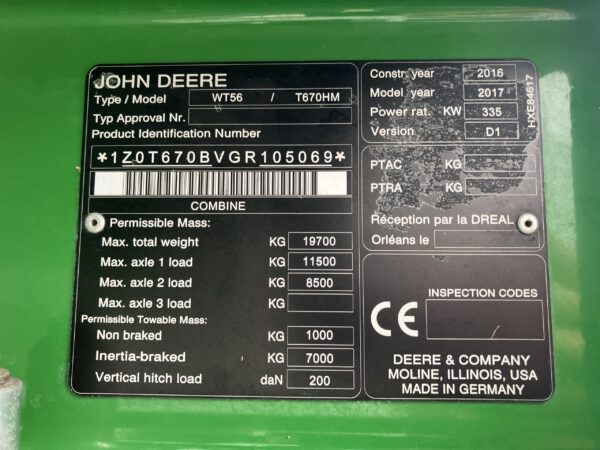 JOHN DEERE
Type / Model WT56 / T670HM
Typ Approval Nr.
Product Identification Number
*1Z0T670BVGR105069*
COMBINE
Permissible Mass:
Max. total weight KG 19700
Max. axle 1 load KG 11500
Max. axle 2 load KG 8500
Max. axle 3 load KG
Permissible Towable Mass:
Non braked KG 1000
Inertia-braked KG 7000
Vertical hitch load daN 200
Constr. year 2016
Model year 2017
Power rat. KW 335
Version D1
HXE84617
PTAC KG
PTRA KG
Réception par la DREAL
Orléans le
INSPECTION CODES
CE
DEERE & COMPANY
MOLINE, ILLINOIS, USA
MADE IN GERMANY